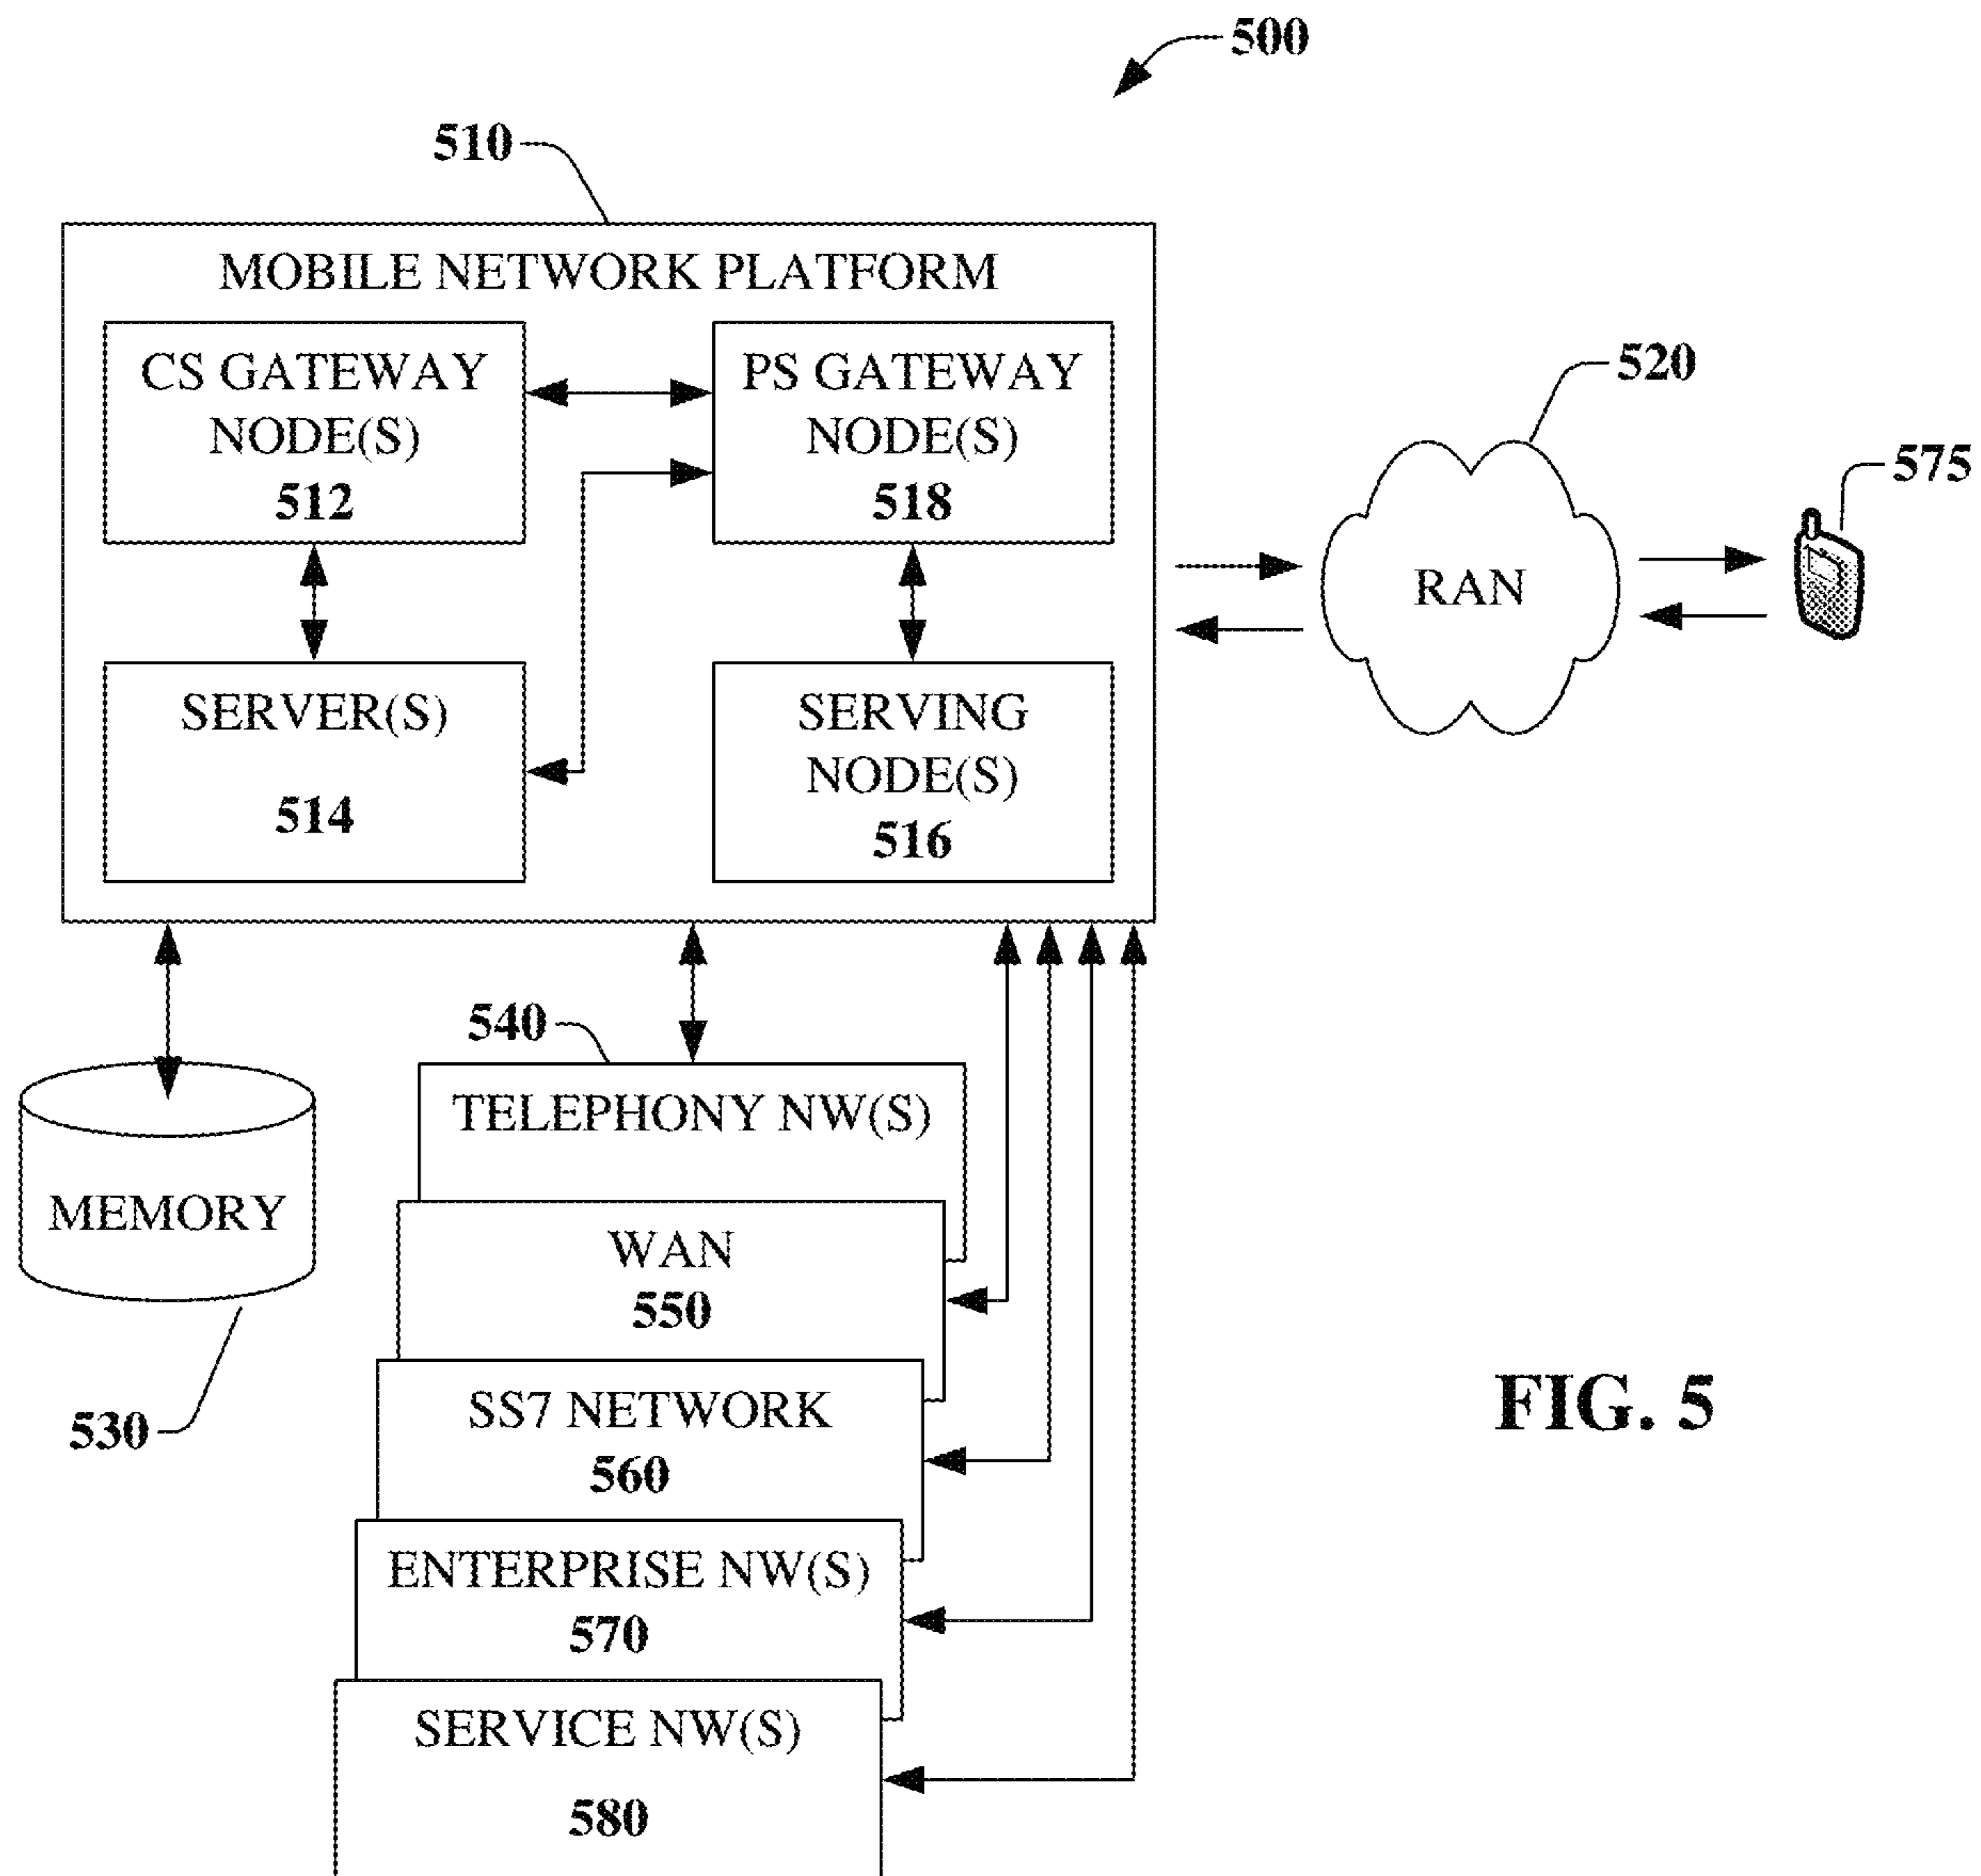 500
510
MOBILE NETWORK PLATFORM
CS GATEWAY
NODE(S)
512
PS GATEWAY
NODE(S)
518
SERVER(S)
514
SERVING
NODE(S)
516
520
RAN
575
540
TELEPHONY NW(S)
MEMORY
530
WAN
550
SS7 NETWORK
560
ENTERPRISE NW(S)
570
SERVICE NW(S)
580
FIG. 5